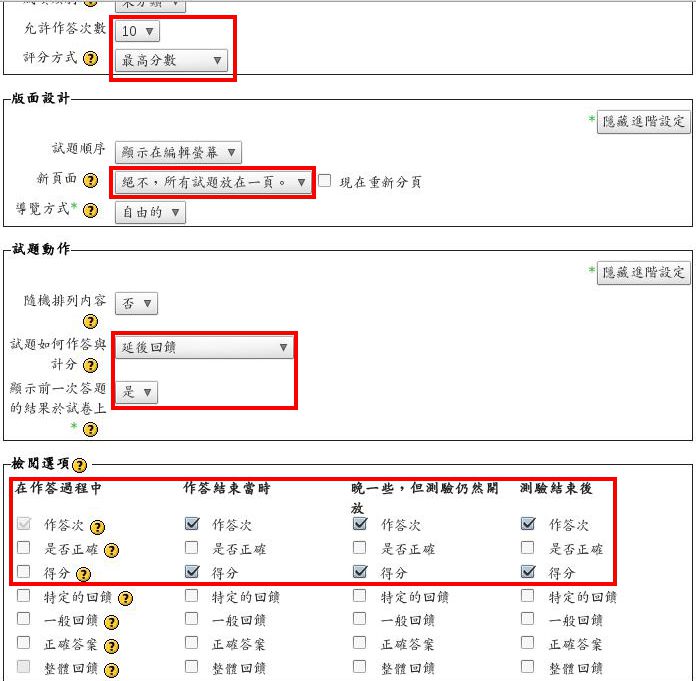 未分類
允許作答次數 10
評分方式 最高分數
版面設計
* 隱藏進階設定
試題順序 顯示在編輯螢幕
新頁面 絕不，所有試題放在一頁。 現在重新分頁
導覽方式* 自由的
試題動作
* 隱藏進階設定
隨機排列內容 否
試題如何作答與
計分 延後回饋
顯示前一次答題
的結果於試卷上 是
*
檢閱選項
在作答過程中 作答結束當時 晚一些，但測驗仍然開
放 測驗結束後
作答次 作答次 作答次 作答次
是否正確 是否正確 是否正確 是否正確
得分 得分 得分 得分
特定的回饋 特定的回饋 特定的回饋 特定的回饋
一般回饋 一般回饋 一般回饋 一般回饋
正確答案 正確答案 正確答案 正確答案
整體回饋 整體回饋 整體回饋 整體回饋